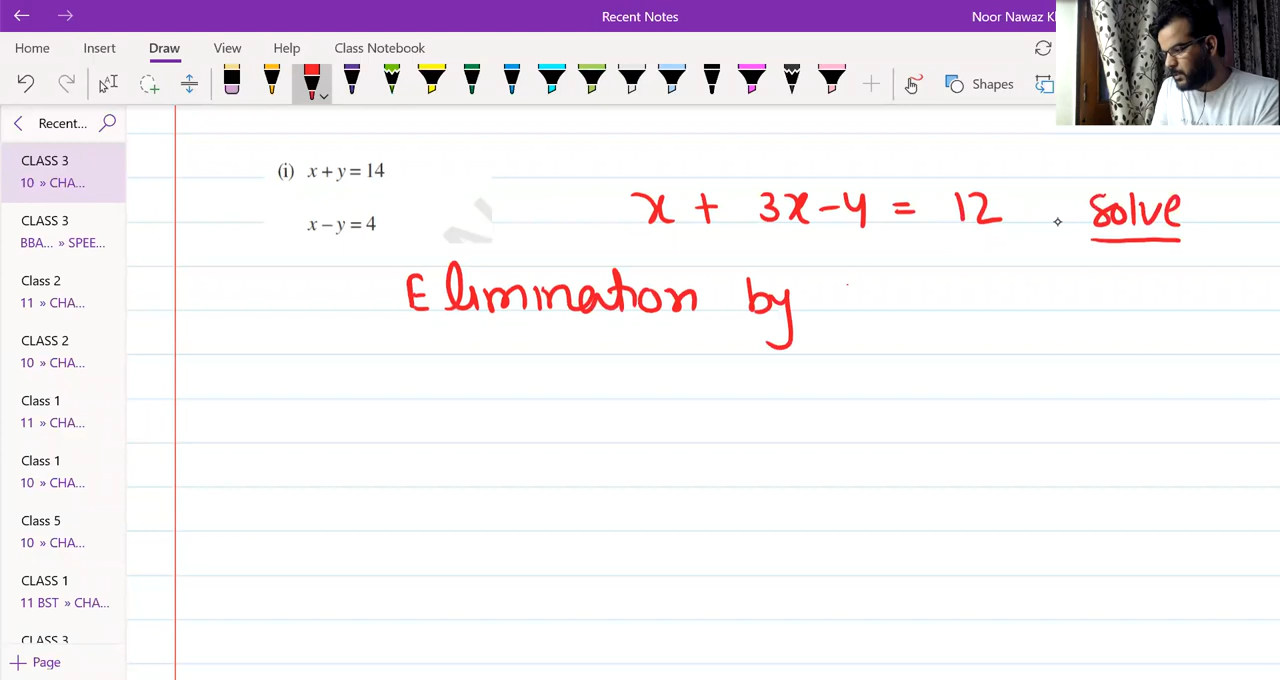 Recent Notes
Noor Nawaz
Home Insert Draw View Help Class Notebook
Shapes
Recent...
CLASS 3
10 » CHA...
CLASS 3
BBA... » SPEE...
Class 2
11 » CHA...
CLASS 2
10 » CHA...
Class 1
11 » CHA...
Class 1
10 » CHA...
Class 5
10 » CHA...
CLASS 1
11 BST » CHA...
CLASS 3
Page
(i) x + y = 14
x – y = 4
x + 3x - 4 = 12 Solve
Elimination by